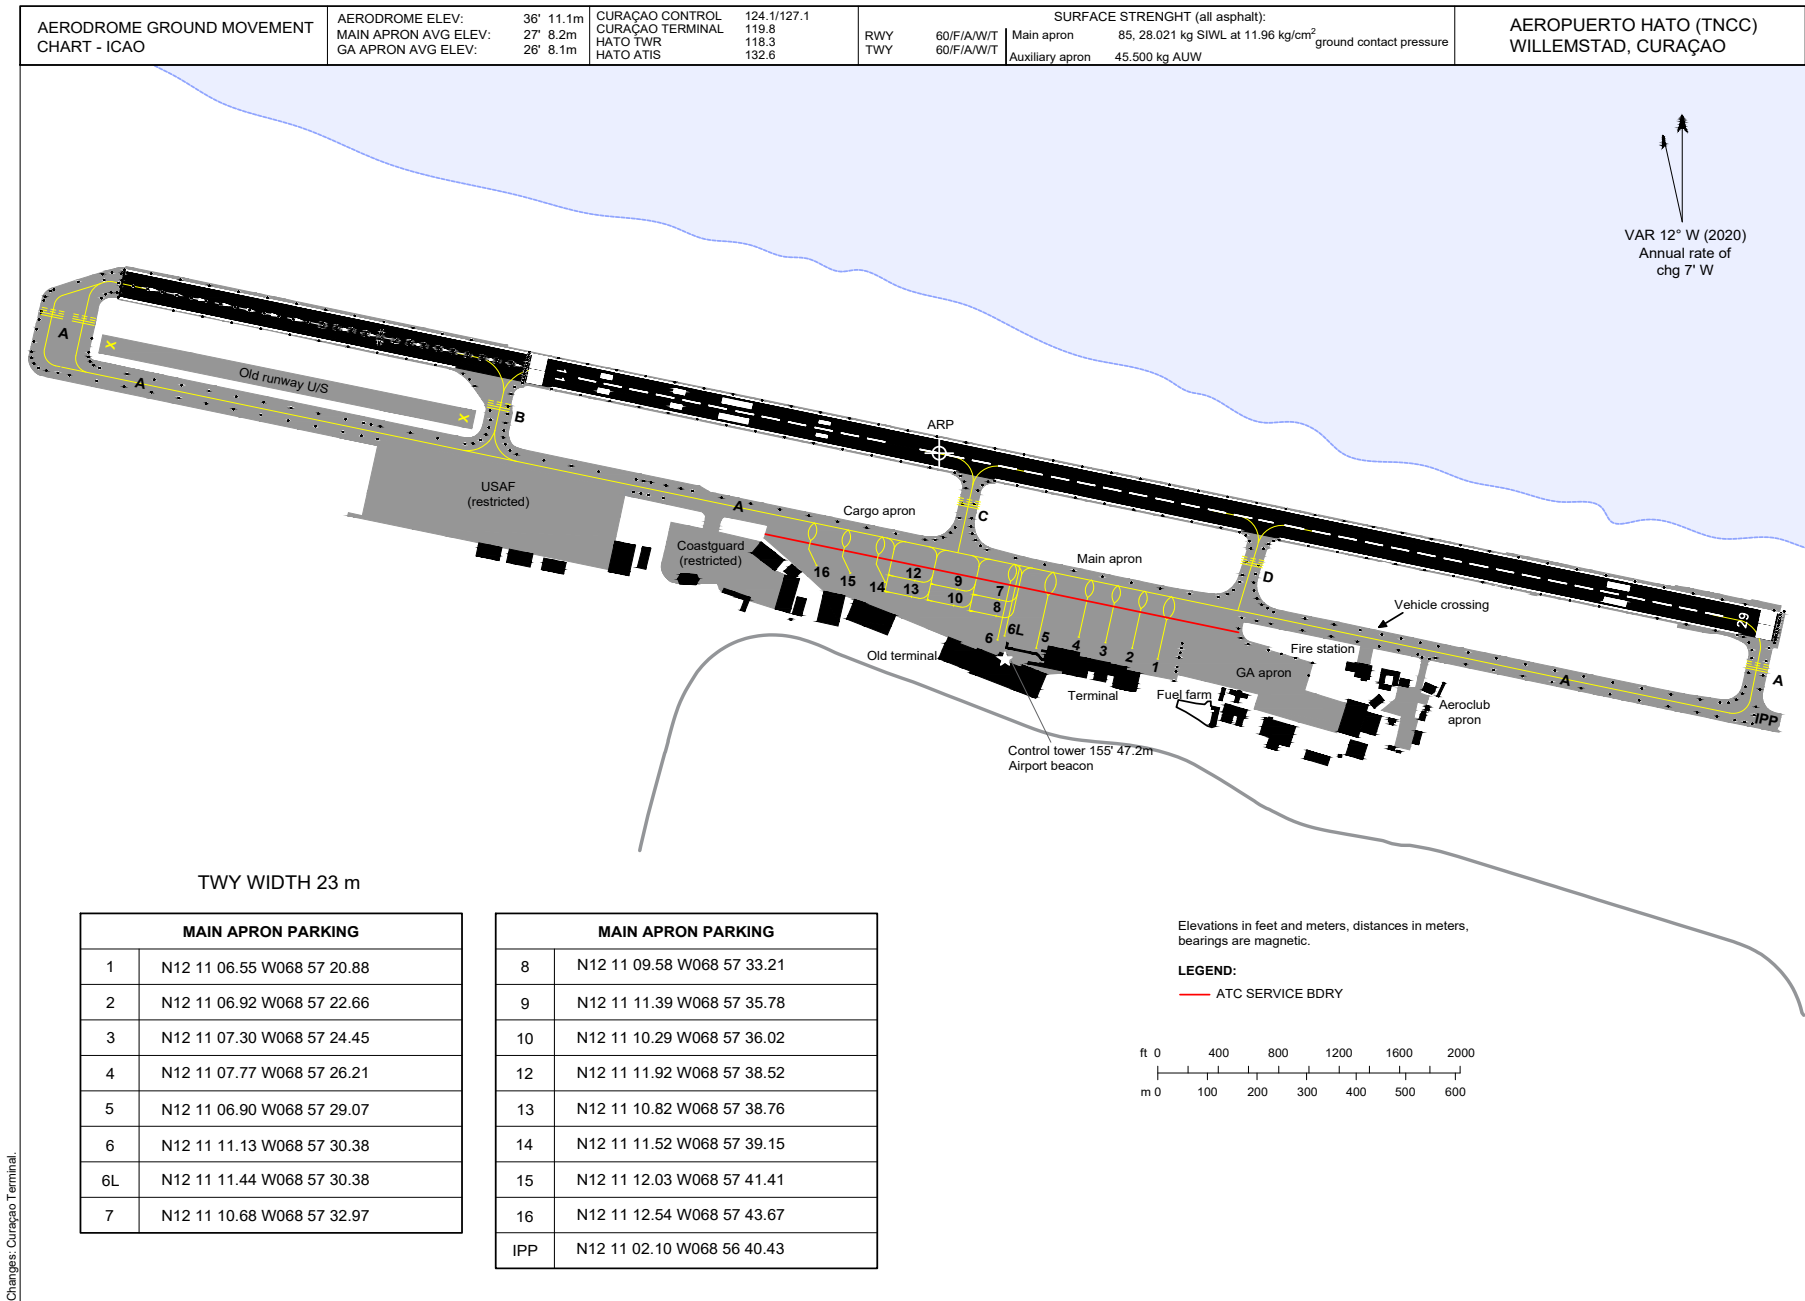 AERODROME GROUND MOVEMENT
CHART - ICAO
AERODROME ELEV: 36' 11.1m
MAIN APRON AVG ELEV: 27' 8.2m
GA APRON AVG ELEV: 26' 8.1m
CURAÇAO CONTROL 124.1/127.1
CURAÇAO TERMINAL 119.8
HATO TWR 118.3
HATO ATIS 132.6
SURFACE STRENGHT (all asphalt):
RWY 60/F/A/W/T
TWY 60/F/A/W/T
Main apron 85, 28.021 kg SIWL at 11.96 kg/cm² ground contact pressure
Auxiliary apron 45.500 kg AUW
AEROPUERTO HATO (TNCC)
WILLEMSTAD, CURAÇAO
VAR 12° W (2020)
Annual rate of
chg 7' W
A
A
Old runway U/S
X
X
B
ARP
USAF
(restricted)
A
Cargo apron
C
Coastguard
(restricted)
Main apron
D
16
15
14
12
13
9
10
7
8
6
6L
5
4
3
2
1
Vehicle crossing
29
Old terminal
Terminal
Fire station
GA apron
Fuel farm
Aeroclub
apron
A
A
IPP
Control tower 155' 47.2m
Airport beacon
TWY WIDTH 23 m
MAIN APRON PARKING
1 N12 11 06.55 W068 57 20.88
2 N12 11 06.92 W068 57 22.66
3 N12 11 07.30 W068 57 24.45
4 N12 11 07.77 W068 57 26.21
5 N12 11 06.90 W068 57 29.07
6 N12 11 11.13 W068 57 30.38
6L N12 11 11.44 W068 57 30.38
7 N12 11 10.68 W068 57 32.97
MAIN APRON PARKING
8 N12 11 09.58 W068 57 33.21
9 N12 11 11.39 W068 57 35.78
10 N12 11 10.29 W068 57 36.02
12 N12 11 11.92 W068 57 38.52
13 N12 11 10.82 W068 57 38.76
14 N12 11 11.52 W068 57 39.15
15 N12 11 12.03 W068 57 41.41
16 N12 11 12.54 W068 57 43.67
IPP N12 11 02.10 W068 56 40.43
Elevations in feet and meters, distances in meters,
bearings are magnetic.
LEGEND:
ATC SERVICE BDRY
ft 0 400 800 1200 1600 2000
m 0 100 200 300 400 500 600
Changes: Curaçao Terminal.